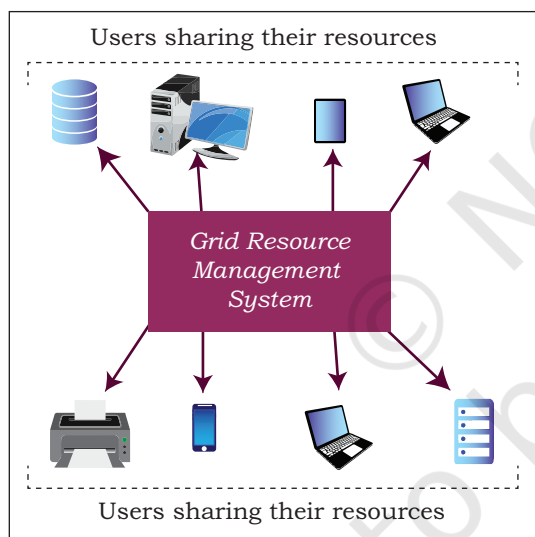 Users sharing their resources
Grid Resource
Management
System
Users sharing their resources